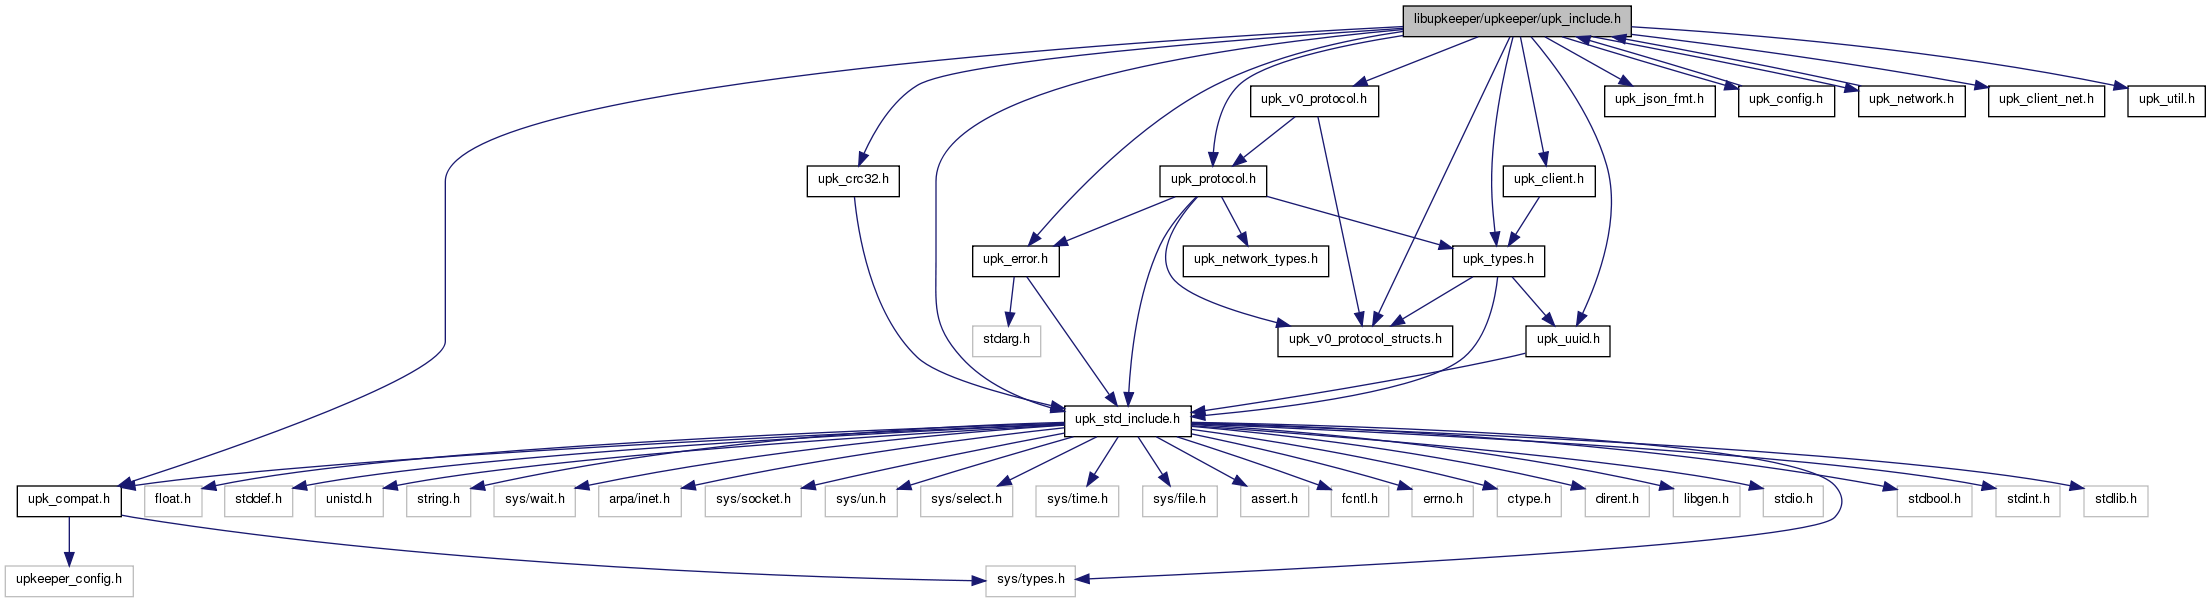 libupkeeper/upkeeper/upk_include.h
upk_v0_protocol.h
upk_json_fmt.h
upk_config.h
upk_network.h
upk_client_net.h
upk_util.h
upk_crc32.h
upk_protocol.h
upk_client.h
upk_error.h
upk_network_types.h
upk_types.h
stdarg.h
upk_v0_protocol_structs.h
upk_uuid.h
upk_std_include.h
upk_compat.h
float.h
stddef.h
unistd.h
string.h
sys/wait.h
arpa/inet.h
sys/socket.h
sys/un.h
sys/select.h
sys/time.h
sys/file.h
assert.h
fcntl.h
errno.h
ctype.h
dirent.h
libgen.h
stdio.h
stdbool.h
stdint.h
stdlib.h
upkeeper_config.h
sys/types.h